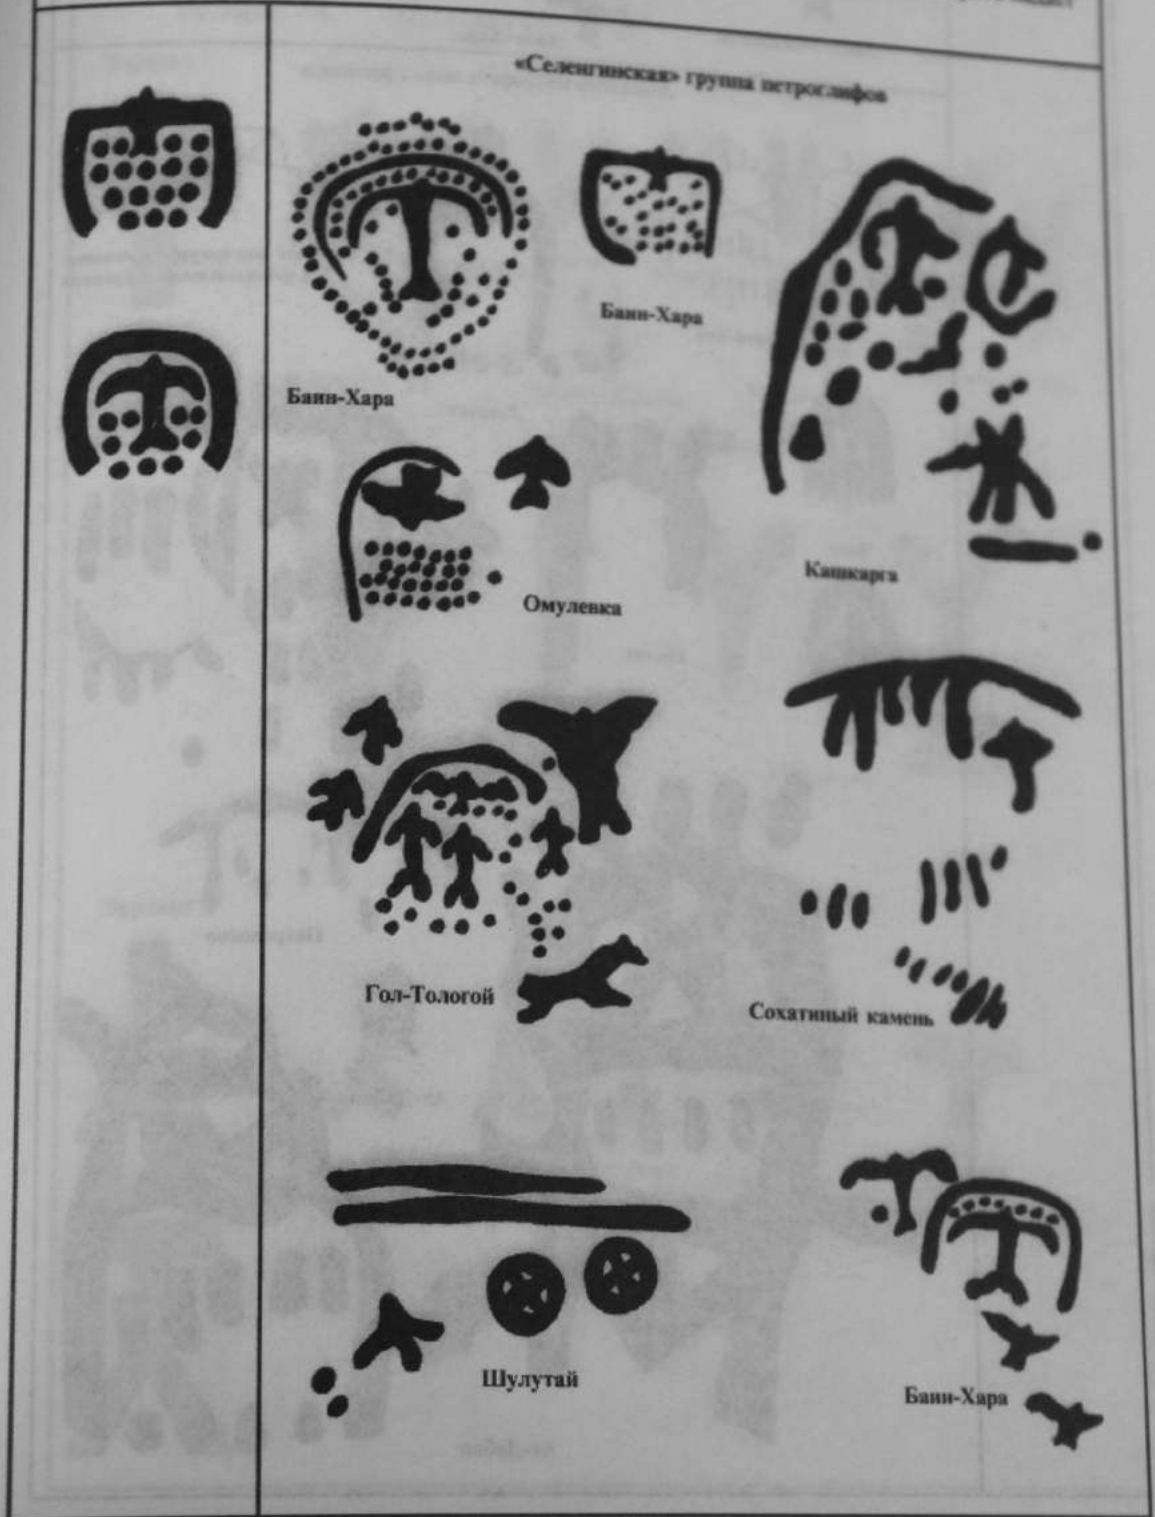 «Селенгинская» группа петроглифов
Баин-Хара
Баин-Хара
Кашкарга
Омулевка
Гол-Тологой
Сохатиный камень
Шулутай
Баин-Хара